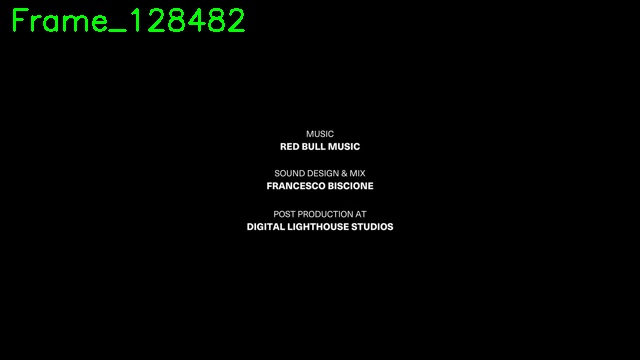 Frame_128482
MUSIC
RED BULL MUSIC
SOUND DESIGN & MIX
FRANCESCO BISCIONE
POST PRODUCTION AT
DIGITAL LIGHTHOUSE STUDIOS